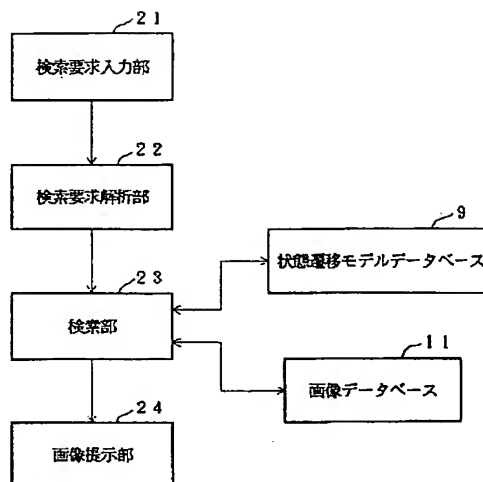 21
検索要求入力部
22
検索要求解析部
9
状態遷移モデルデータベース
23
検索部
11
画像データベース
24
画像提示部